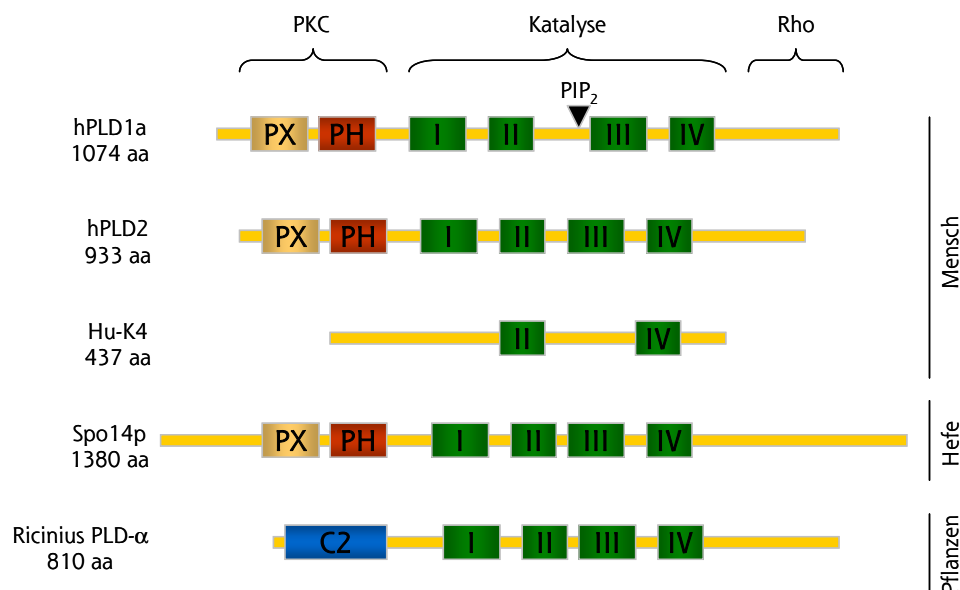 PKC Katalyse Rho
PIP2
hPLD1a
1074 aa
PX PH I II III IV
hPLD2
933 aa
PX PH I II III IV
Hu-K4
437 aa
II IV
Mensch
Spo14p
1380 aa
PX PH I II III IV
Hefe
Ricinius PLD-α
810 aa
C2 I II III IV
Pflanzen